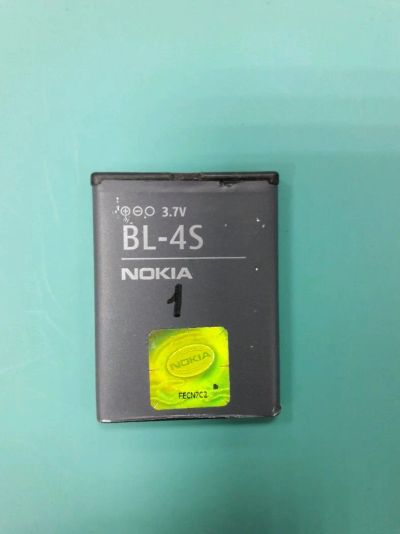 ⊕⊖○ 3.7V
BL-4S
NOKIA
1
NOKIA
FECN7C2